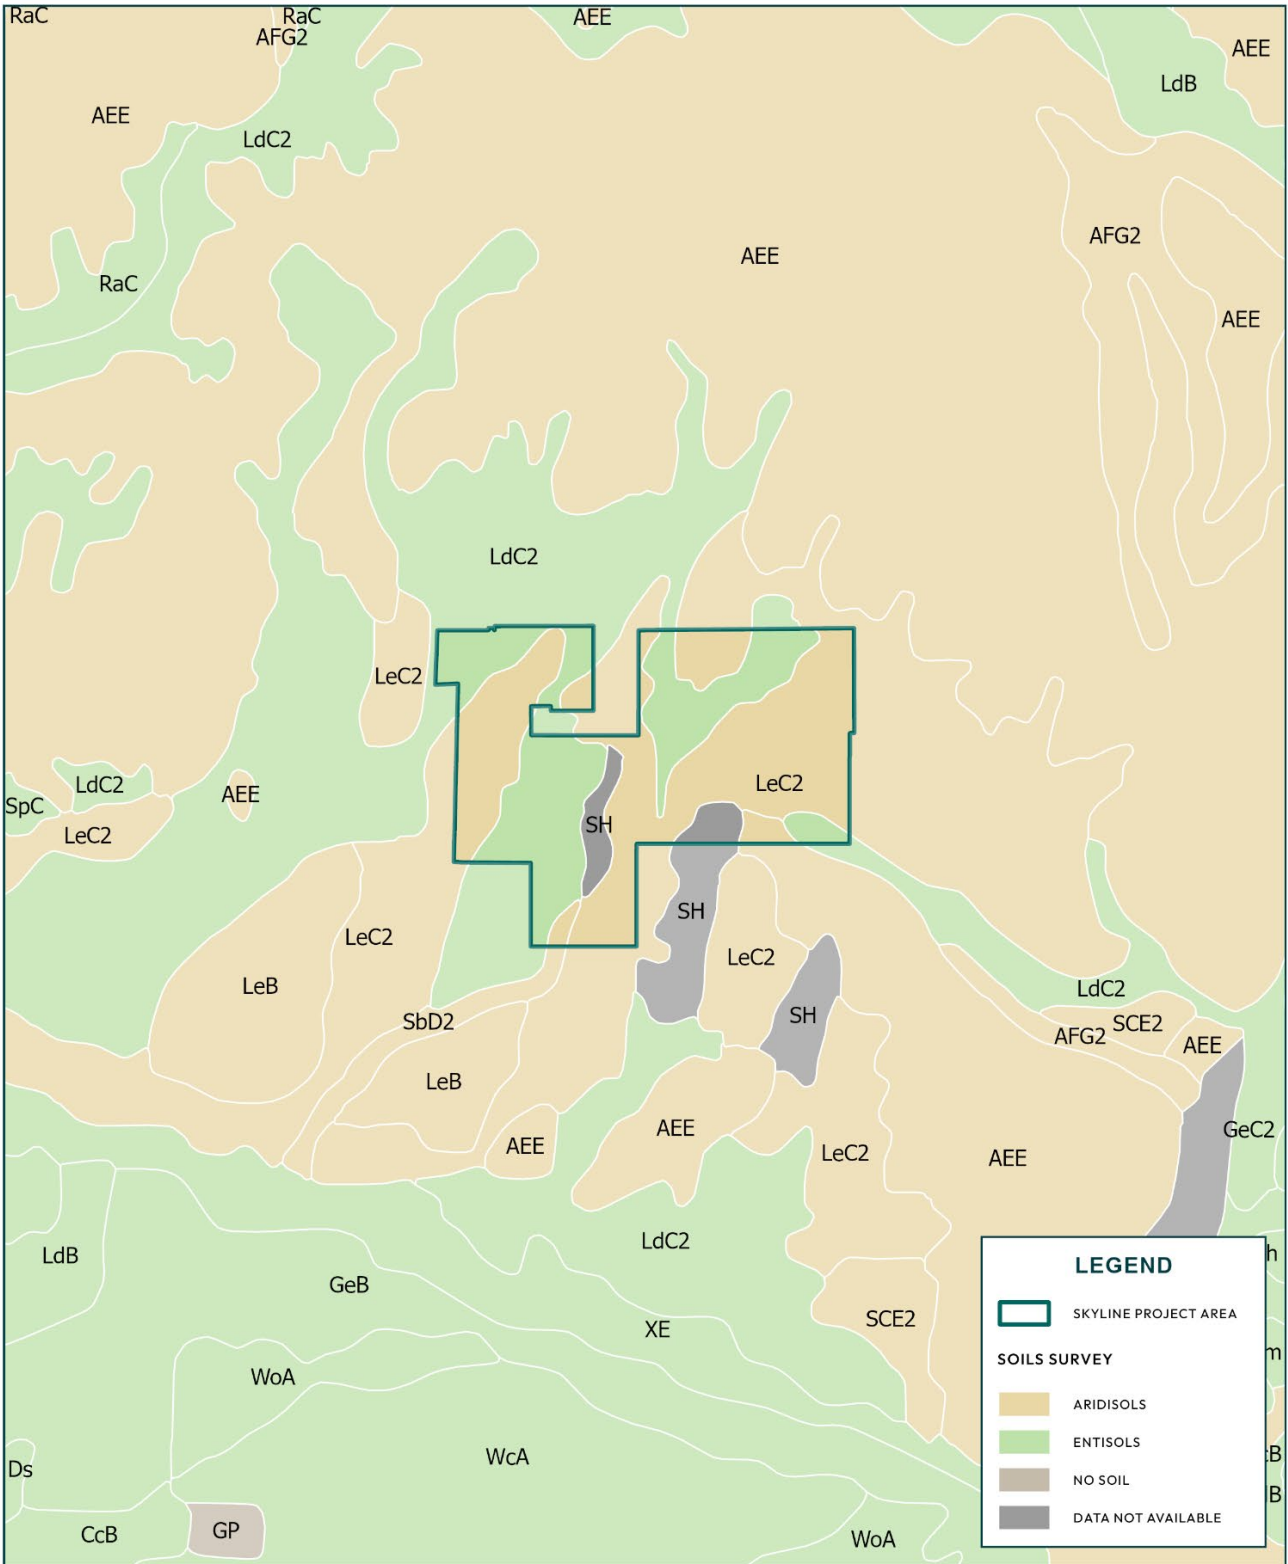 RaC
RaC
AEE
AFG2
AEE
LdB
AEE
LdC2
AFG2
AEE
RaC
AEE
LdC2
LeC2
LeC2
LdC2
AEE
SpC
SH
LeC2
SH
LeC2
LeC2
LeB
LdC2
SH
SbD2
SCE2
AFG2
AEE
LeB
AEE
GeC2
AEE
LeC2
AEE
LdC2
LdB
GeB
SCE2
XE
WoA
WcA
Ds
GP
CcB
WoA
h
m
B
B
LEGEND
SKYLINE PROJECT AREA
SOILS SURVEY
ARIDISOLS
ENTISOLS
NO SOIL
DATA NOT AVAILABLE